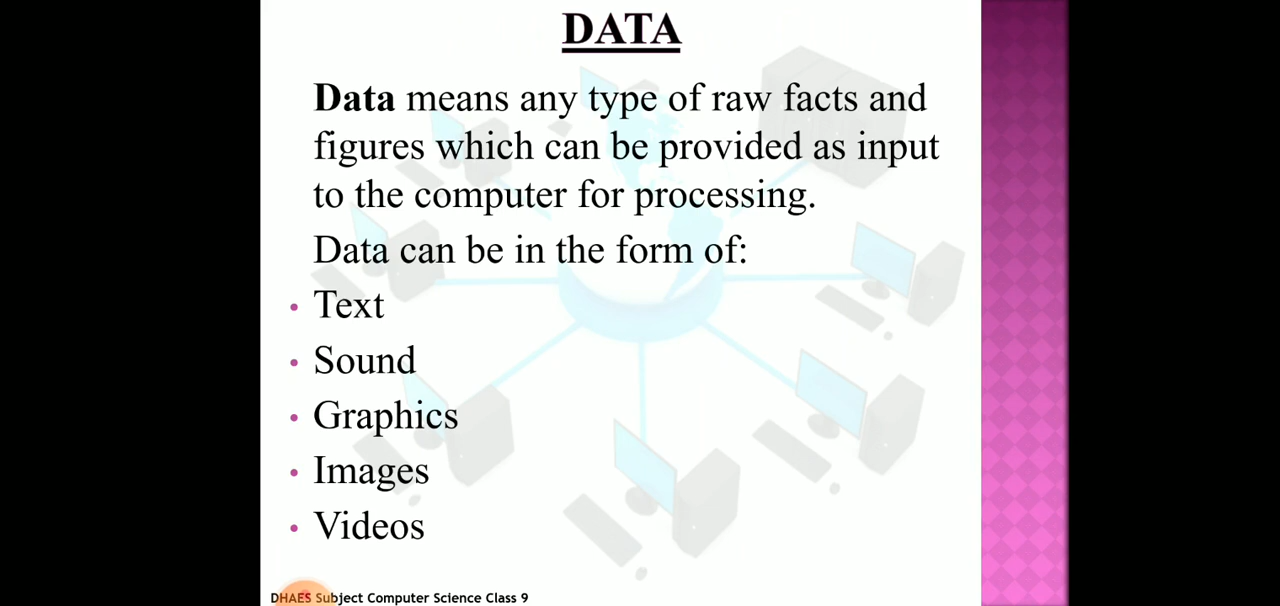 DATA
Data means any type of raw facts and
figures which can be provided as input
to the computer for processing.
Data can be in the form of:
• Text
• Sound
• Graphics
• Images
• Videos
DHAES Subject Computer Science Class 9